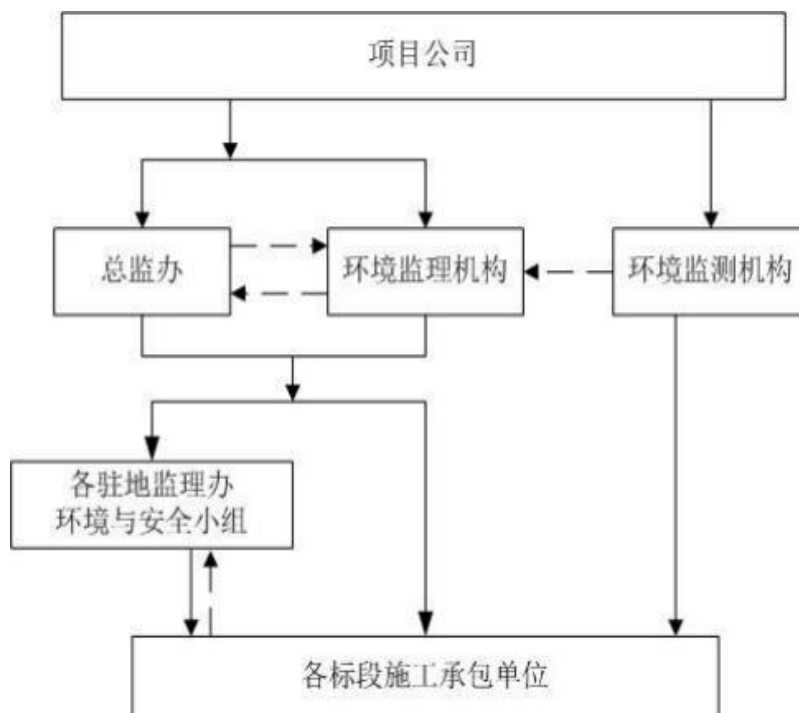 项目公司
总监办
环境监理机构
环境监测机构
各驻地监理办
环境与安全小组
各标段施工承包单位